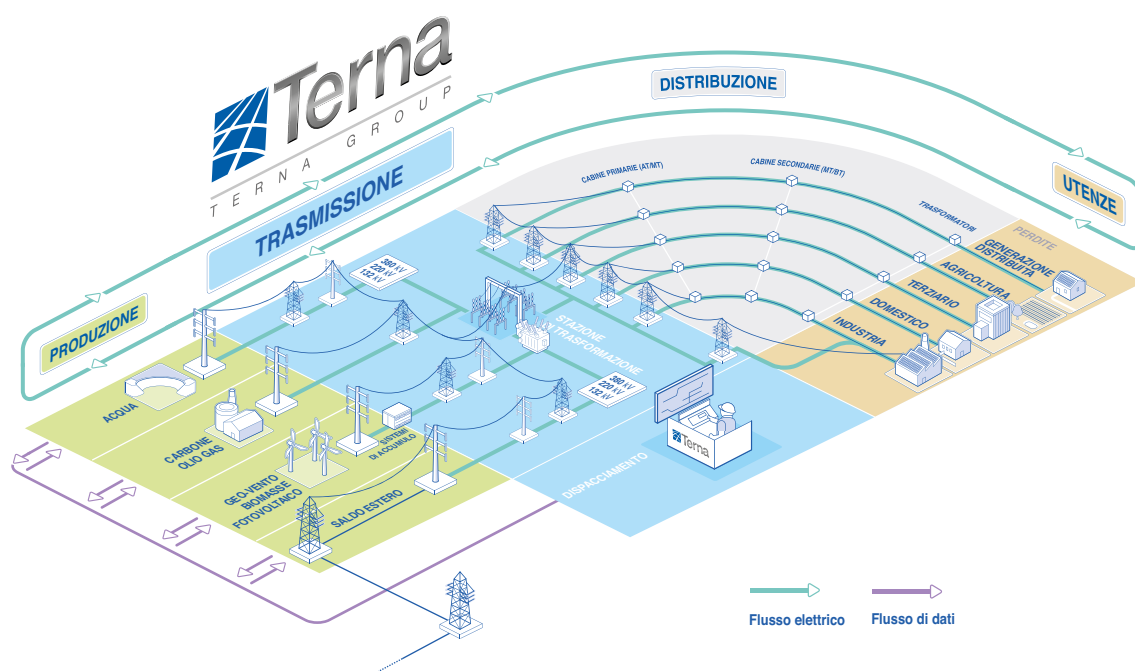 Terna
TERNA GROUP
DISTRIBUZIONE
TRASMISSIONE
UTENZE
PRODUZIONE
CABINE PRIMARIE (AT/MT)
CABINE SECONDARIE (MT/BT)
TRASFORMATORI
PERDITE
GENERAZIONE
DISTRIBUITA
AGRICOLTURA
TERZIARIO
DOMESTICO
INDUSTRIA
380 kV
220 kV
132 kV
STAZIONE
DI TRASFORMAZIONE
380 kV
220 kV
132 kV
ACQUA
CARBONE
OLIO GAS
GEO-VENTO
BIOMASSE
FOTOVOLTAICO
SISTEMI
DI ACCUMULO
SALDO ESTERO
DISPACCIAMENTO
Terna
Flusso elettrico
Flusso di dati